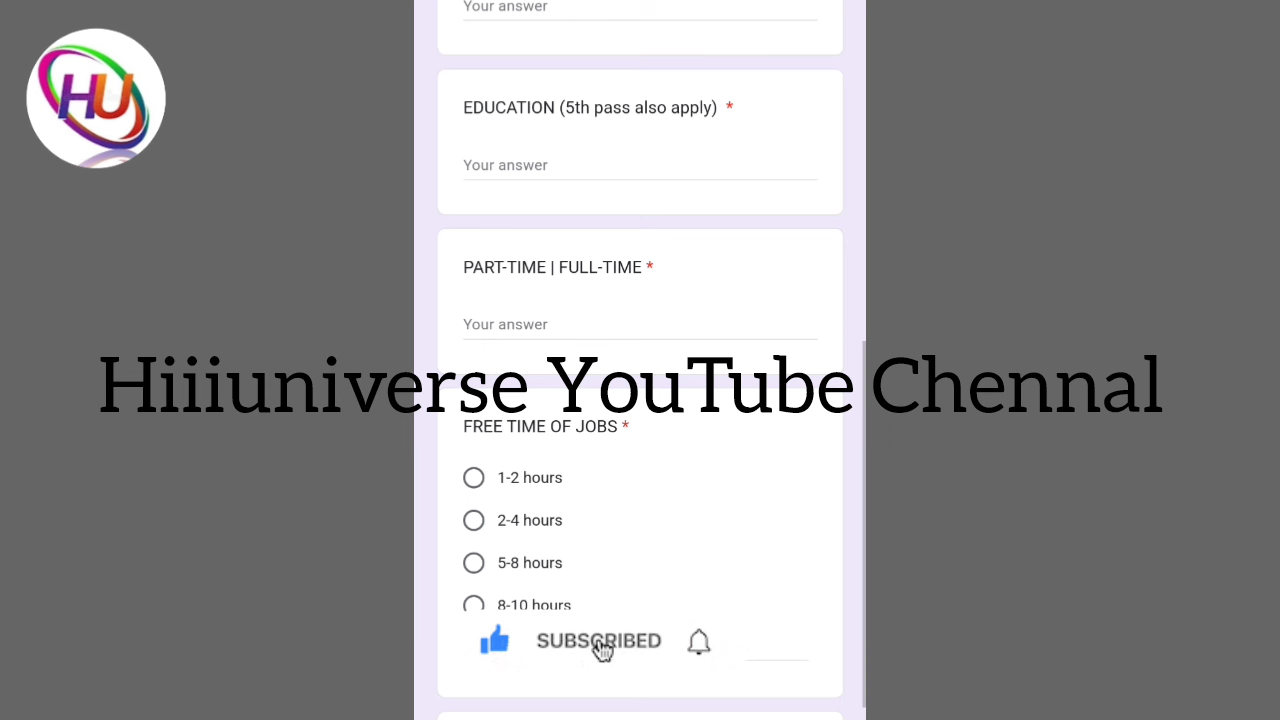 Your answer
HU
EDUCATION (5th pass also apply) *
Your answer
PART-TIME | FULL-TIME *
Your answer
Hiiiuniverse YouTube Chennal
FREE TIME OF JOBS *
1-2 hours
2-4 hours
5-8 hours
8-10 hours
SUBSCRIBED